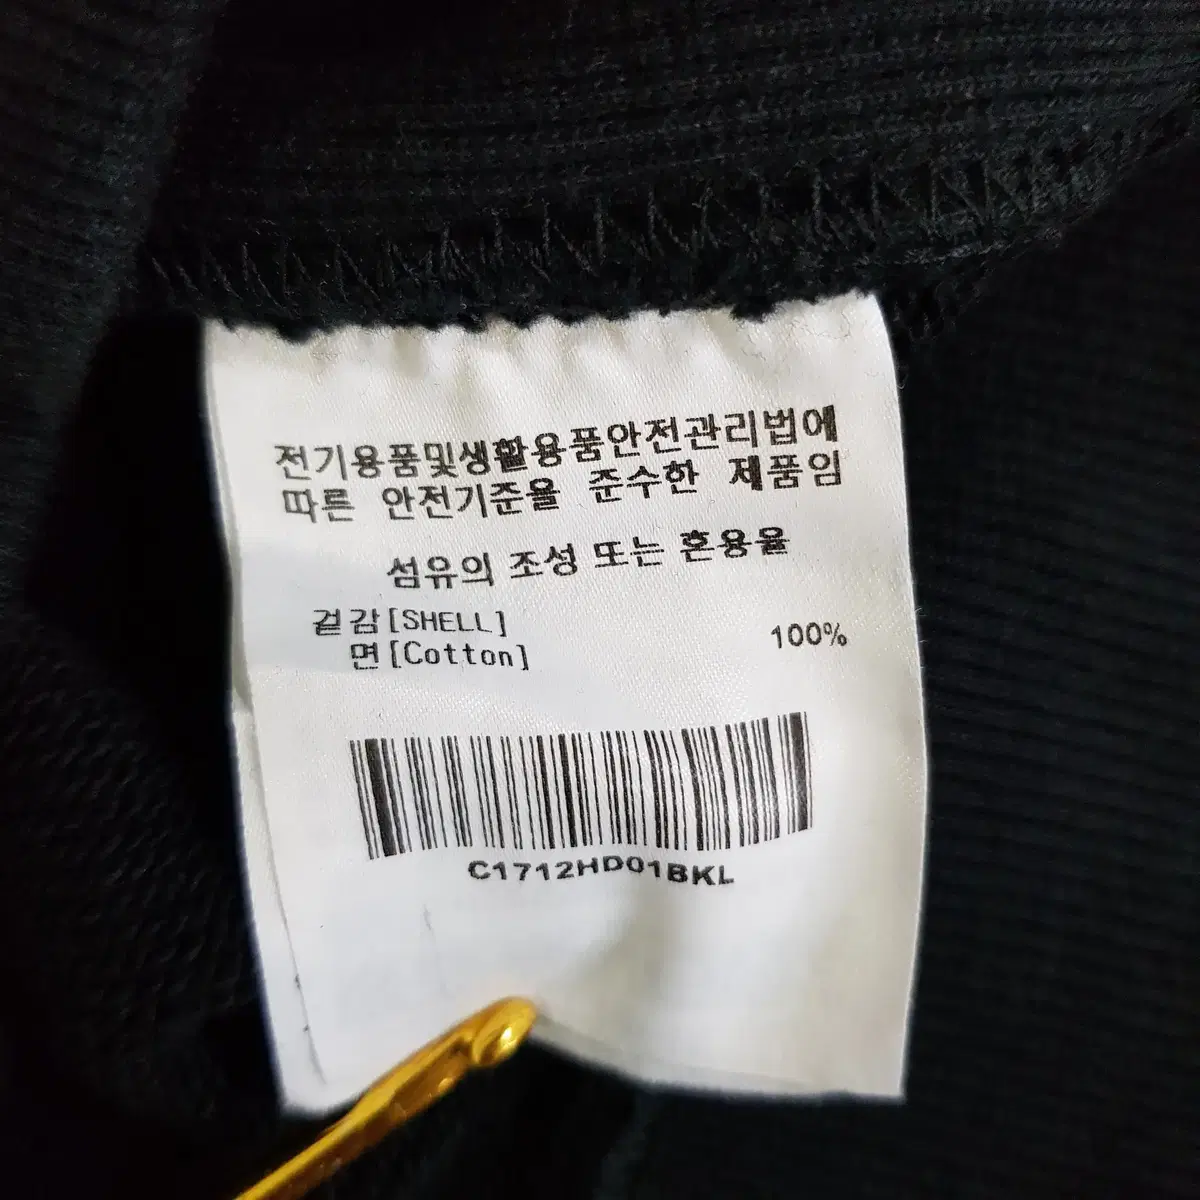 전기용품및생활용품안전관리법에
따른 안전기준을 준수한 제품임
섬유의 조성 또는 혼용율
겉감[SHELL]
면[Cotton] 100%
C1712HD01BKL